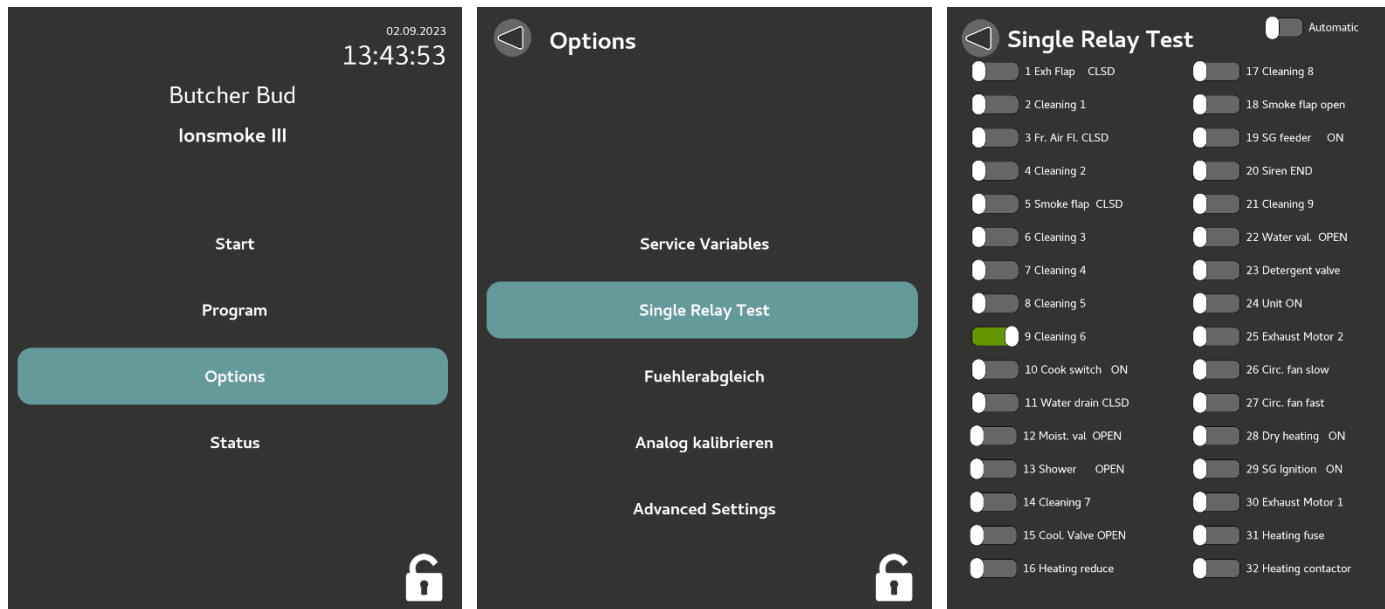 02.09.2023
13:43:53
Butcher Bud
Ionsmoke III
Start
Program
Options
Status
Options
Service Variables
Single Relay Test
Fuehlerabgleich
Analog kalibrieren
Advanced Settings
Single Relay Test
Automatic
1 Exh Flap CLSD
2 Cleaning 1
3 Fr. Air Fl. CLSD
4 Cleaning 2
5 Smoke flap CLSD
6 Cleaning 3
7 Cleaning 4
8 Cleaning 5
9 Cleaning 6
10 Cook switch ON
11 Water drain CLSD
12 Moist. val OPEN
13 Shower OPEN
14 Cleaning 7
15 Cool. Valve OPEN
16 Heating reduce
17 Cleaning 8
18 Smoke flap open
19 SG feeder ON
20 Siren END
21 Cleaning 9
22 Water val. OPEN
23 Detergent valve
24 Unit ON
25 Exhaust Motor 2
26 Circ. fan slow
27 Circ. fan fast
28 Dry heating ON
29 SG Ignition ON
30 Exhaust Motor 1
31 Heating fuse
32 Heating contactor